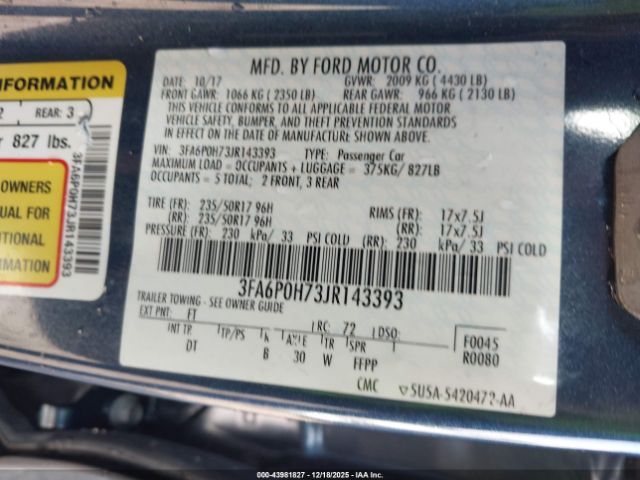 INFORMATION
2 REAR: 3
827 lbs.
OWNERS
UAL FOR
ITIONAL
RMATION
3FA6P0H73JR143393
MFD. BY FORD MOTOR CO.
DATE: 10/17 GVWR: 2009 KG ( 4430 LB)
FRONT GAWR: 1066 KG ( 2350 LB) REAR GAWR: 966 KG ( 2130 LB)
THIS VEHICLE CONFORMS TO ALL APPLICABLE FEDERAL MOTOR
VEHICLE SAFETY, BUMPER, AND THEFT PREVENTION STANDARDS
IN EFFECT ON THE DATE OF MANUFACTURE SHOWN ABOVE.
VIN: 3FA6P0H73JR143393 TYPE: Passenger Car
MAXIMUM LOAD = OCCUPANTS + LUGGAGE = 375KG/ 827LB
OCCUPANTS = 5 TOTAL; 2 FRONT, 3 REAR
TIRE (FR): 235/50R17 96H RIMS (FR): 17x7.5J
(RR): 235/50R17 96H (RR): 17x7.5J
PRESSURE (FR): 230 kPa/ 33 PSI COLD (RR): 230 kPa/ 33 PSI COLD
3FA6P0H73JR143393
TRAILER TOWING - SEE OWNER GUIDE
EXT PNT: FT RC: 72 DSO: F0045
INT TR TP/PS R AXLE TR SPR R0080
DT B 30 W FFPP
CMC 5U5A-5420472-AA
000-43981827 - 12/18/2025 - IAAI.COM